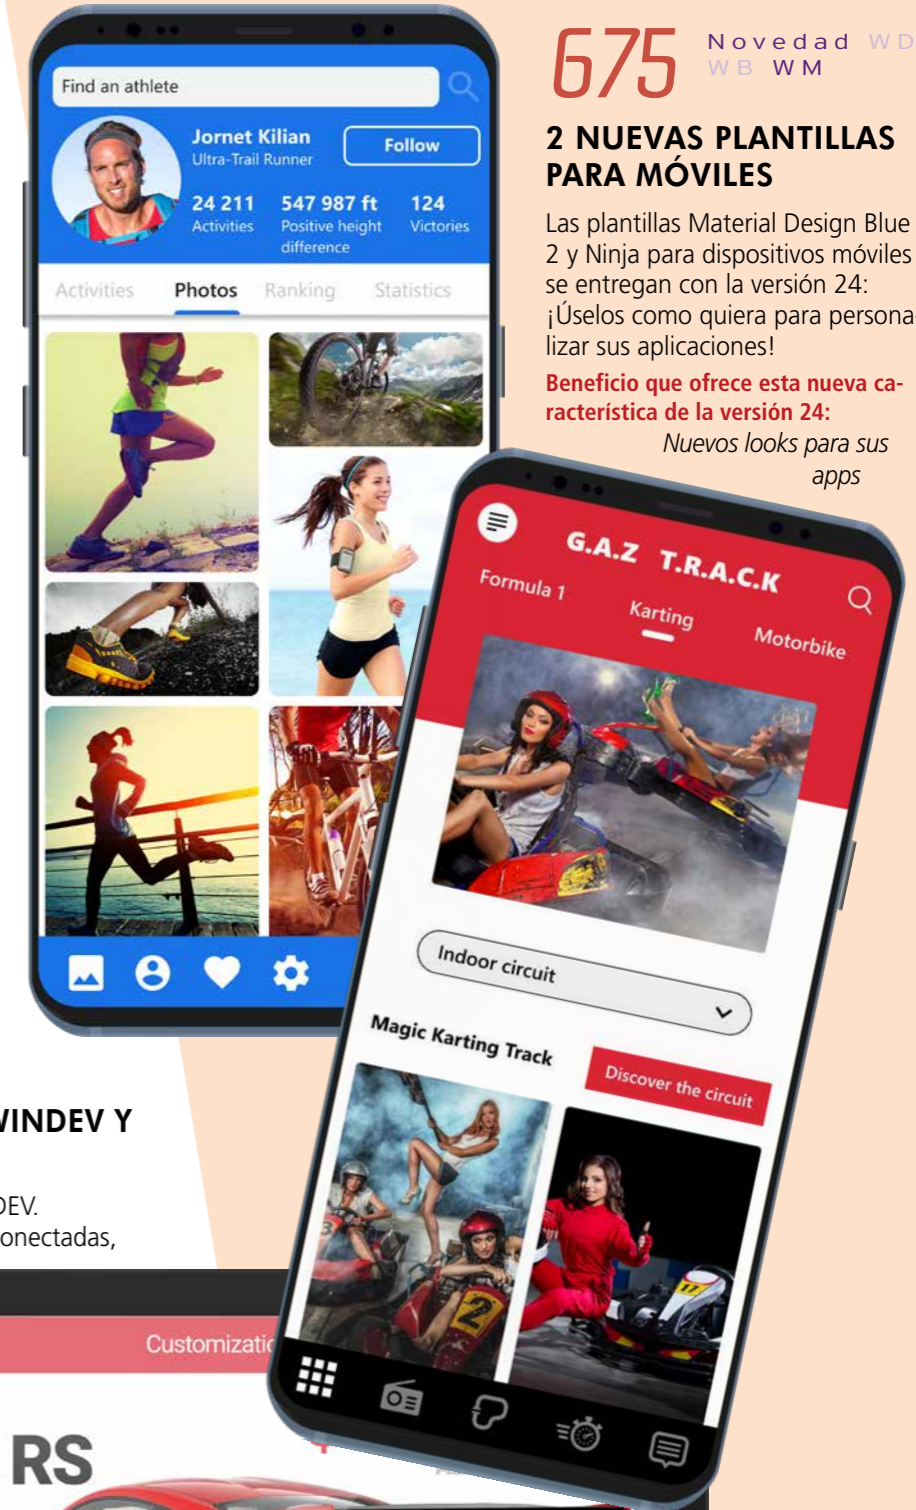 675
Novedad WD
WB WM
2 NUEVAS PLANTILLAS
PARA MÓVILES
Las plantillas Material Design Blue
2 y Ninja para dispositivos móviles
se entregan con la versión 24:
¡Úselos como quiera para persona-
lizar sus aplicaciones!
Beneficio que ofrece esta nueva ca-
racterística de la versión 24:
Nuevos looks para sus
apps
Find an athlete
Jornet Kilian
Ultra-Trail Runner
Follow
24 211
547 987 ft
124
Activities
Positive height
difference
Victories
Activities
Photos
Ranking
Statistics
G.A.Z T.R.A.C.K
Formula 1
Karting
Motorbike
Indoor circuit
Magic Karting Track
Discover the circuit
2
11
WINDEV Y
DEV.
onectadas,
Customizatio
RS